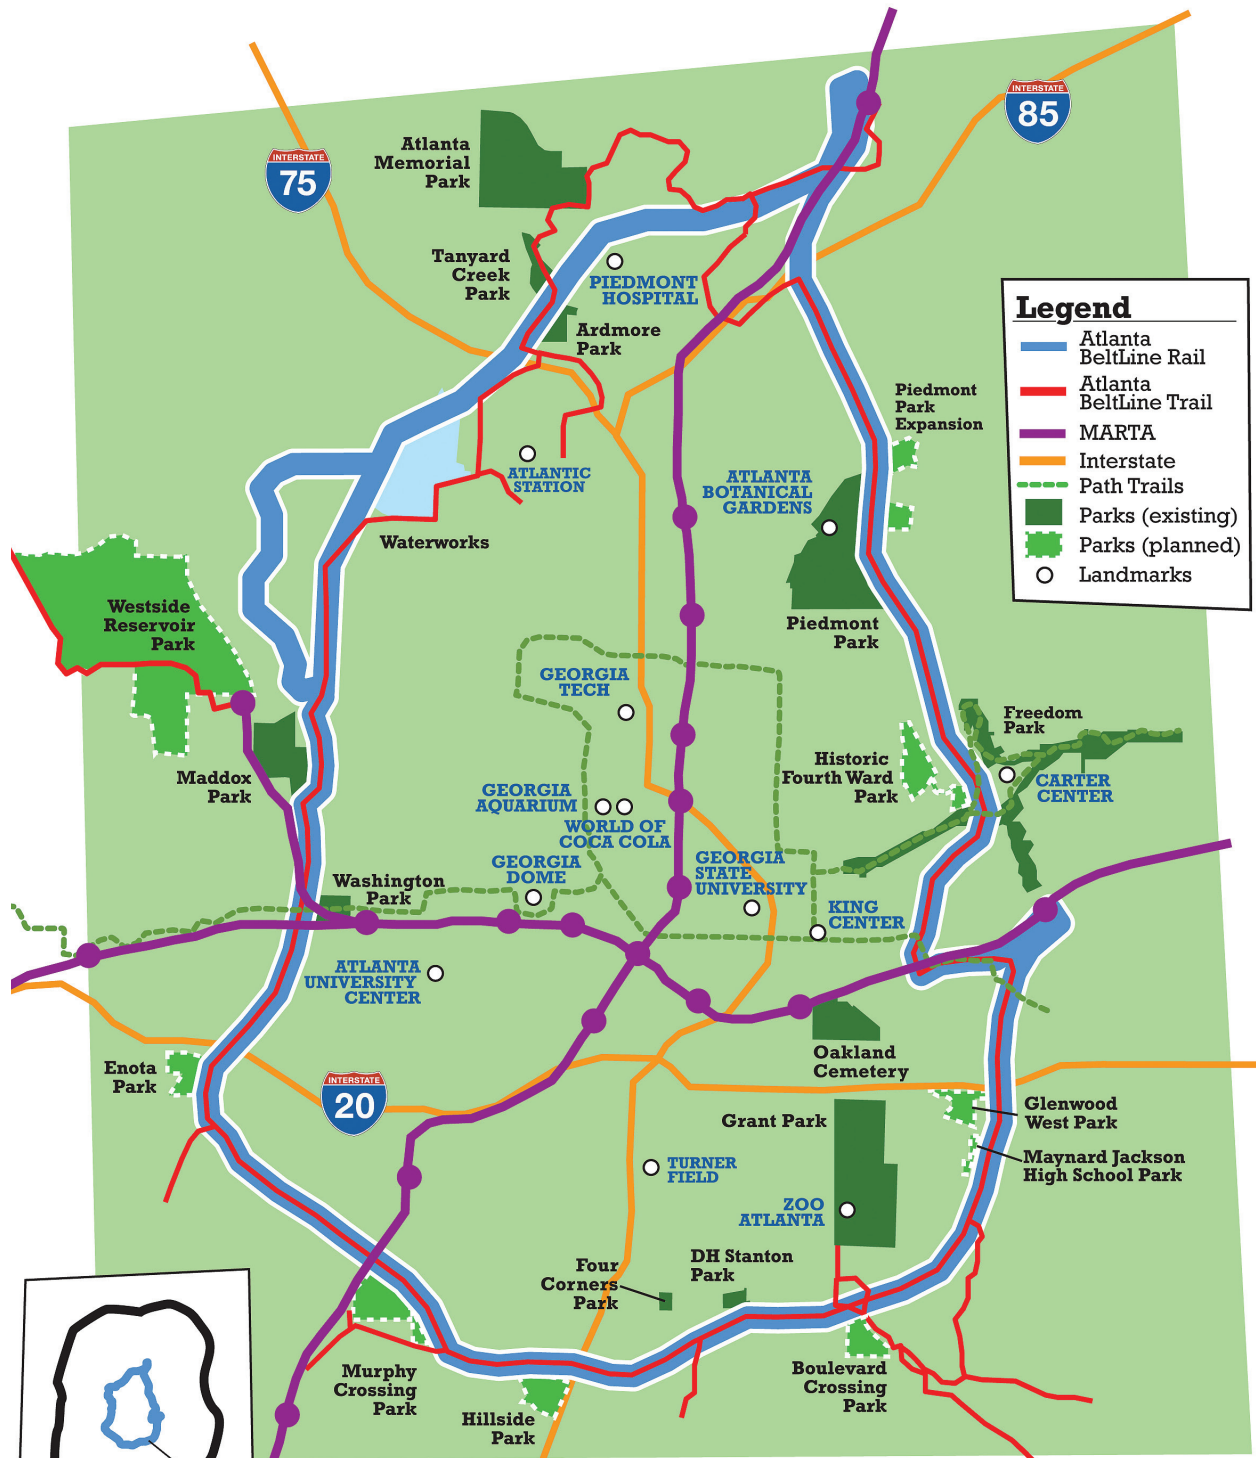 INTERSTATE
85
INTERSTATE
75
Atlanta
Memorial
Park
Tanyard
Creek
Park
PIEDMONT
HOSPITAL
Ardmore
Park
Legend
Atlanta
BeltLine Rail
Atlanta
BeltLine Trail
MARTA
Interstate
Path Trails
Parks (existing)
Parks (planned)
Landmarks
Piedmont
Park
Expansion
ATLANTIC
STATION
ATLANTA
BOTANICAL
GARDENS
Waterworks
Westside
Reservoir
Park
Piedmont
Park
GEORGIA
TECH
Freedom
Park
Historic
Fourth Ward
Park
CARTER
CENTER
Maddox
Park
GEORGIA
AQUARIUM
WORLD OF
COCA COLA
GEORGIA
DOME
GEORGIA
STATE
UNIVERSITY
Washington
Park
KING
CENTER
ATLANTA
UNIVERSITY
CENTER
Oakland
Cemetery
Enota
Park
INTERSTATE
20
Grant Park
Glenwood
West Park
Maynard Jackson
High School Park
TURNER
FIELD
ZOO
ATLANTA
Four
Corners
Park
DH Stanton
Park
Murphy
Crossing
Park
Hillside
Park
Boulevard
Crossing
Park